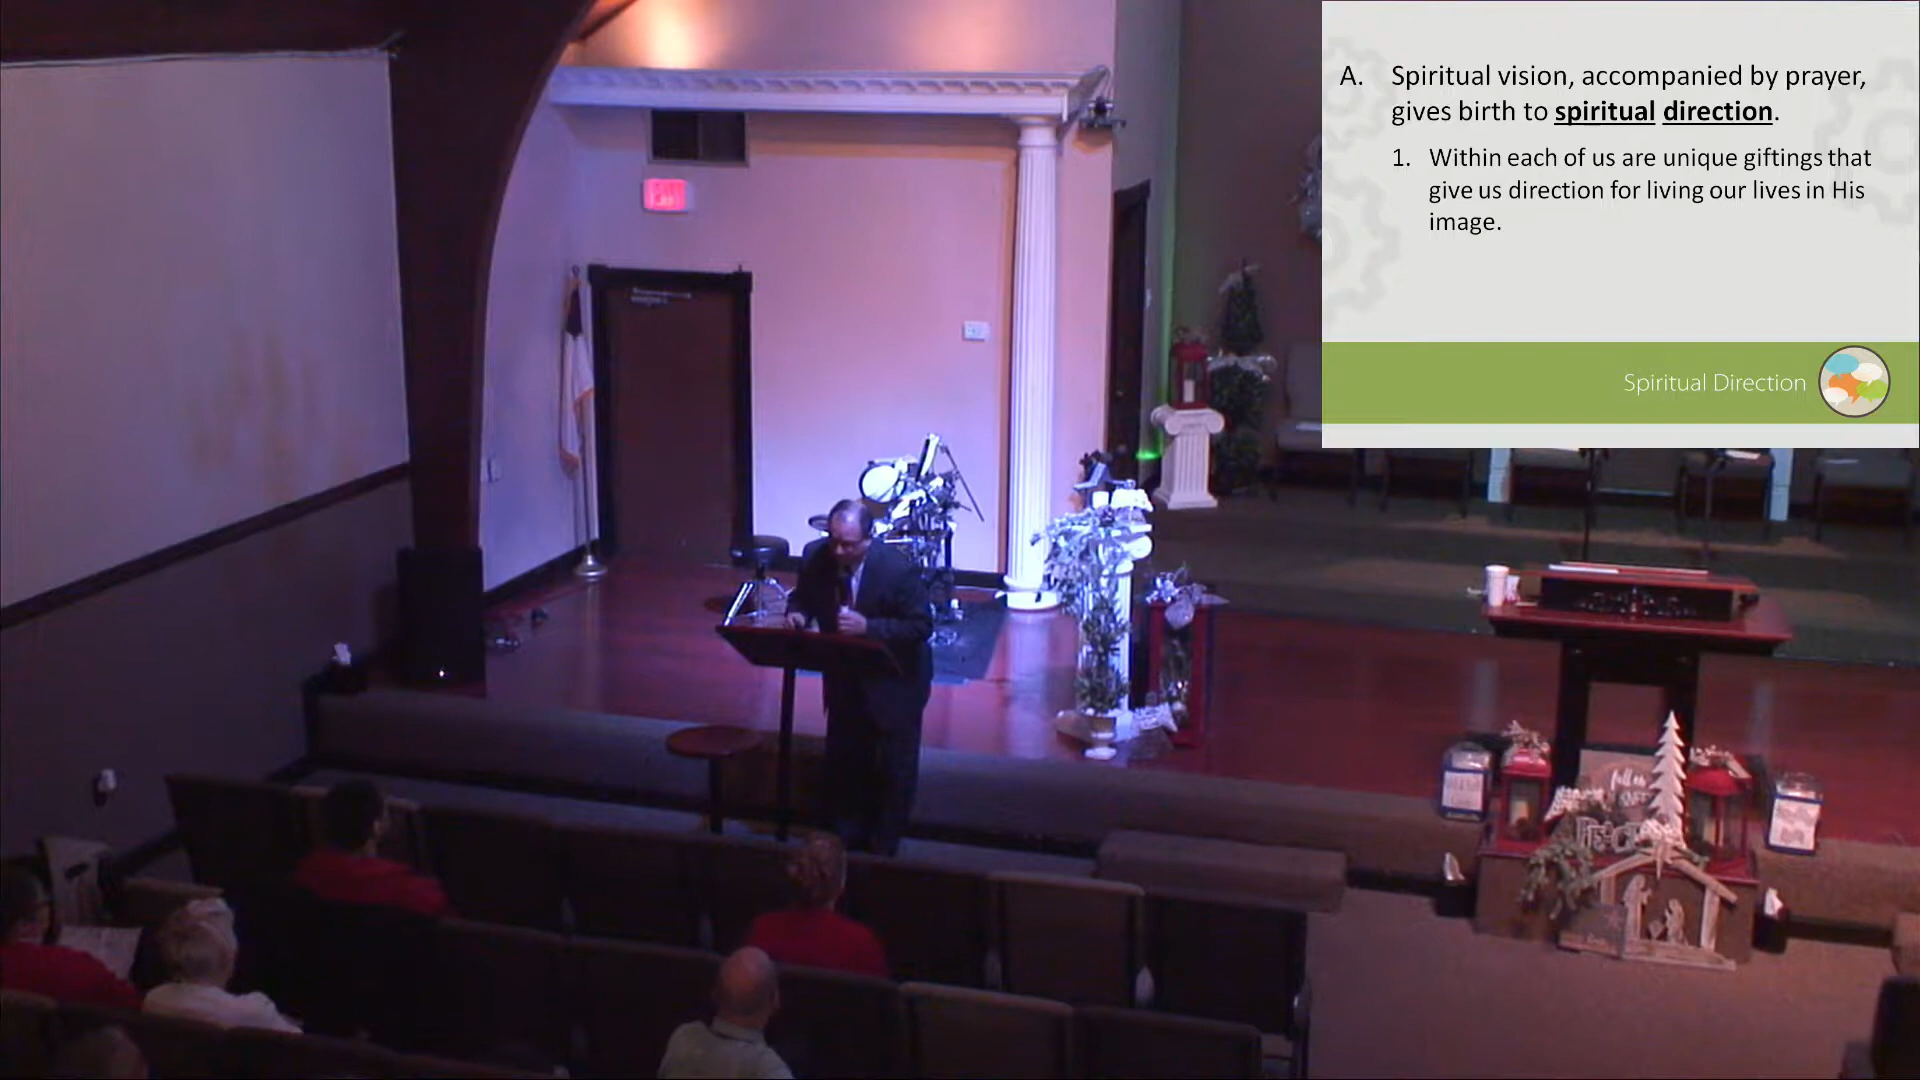 A. Spiritual vision, accompanied by prayer,
gives birth to spiritual direction.
1. Within each of us are unique giftings that
give us direction for living our lives in His
image.
Spiritual Direction